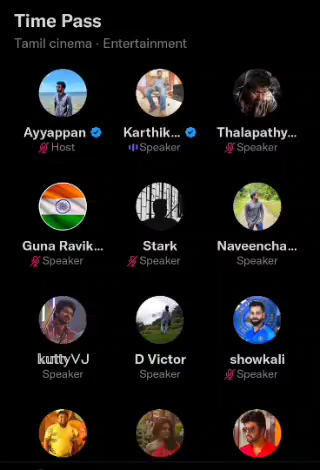 Time Pass
Tamil cinema · Entertainment
Ayyappan Karthik... Thalapathy...
Host Speaker Speaker
Guna Ravik... Stark Naveencha...
Speaker Speaker Speaker
𝕜𝕦𝕥𝕥𝕪VJ D Victor showkali
Speaker Speaker Speaker